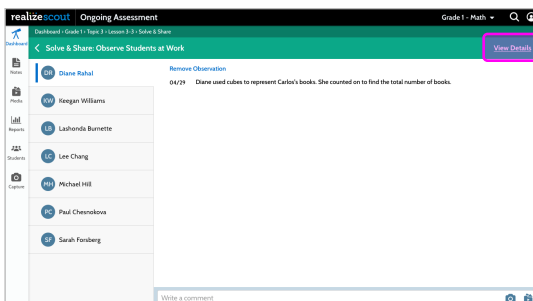 realizescout Ongoing Assessment Grade 1 - Math
Dashboard › Grade 1 › Topic 3 › Lesson 3-3 › Solve & Share
Dashboard
Solve & Share: Observe Students at Work View Details
Notes
Media
Reports
Students
Capture
DR Diane Rahal
KW Keegan Williams
LB Lashonda Burnette
LC Lee Chang
MH Michael Hill
PC Paul Chesnokova
SF Sarah Forsberg
Remove Observation
04/29 Diane used cubes to represent Carlos's books. She counted on to find the total number of books.
Write a comment